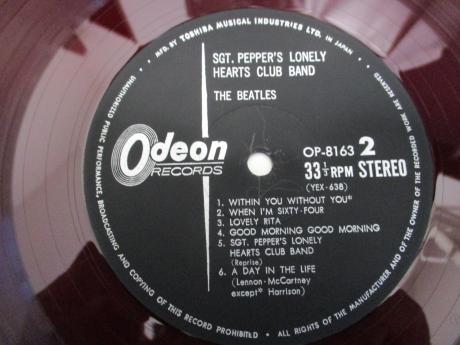 MFD. BY TOSHIBA MUSICAL INDUSTRIES LTD. IN JAPAN.
SGT. PEPPER'S LONELY
HEARTS CLUB BAND
THE BEATLES
Odeon
RECORDS
OP-8163 2
33 1/3 RPM STEREO
(YEX-638)
1. WITHIN YOU WITHOUT YOU*
2. WHEN I'M SIXTY-FOUR
3. LOVELY RITA
4. GOOD MORNING GOOD MORNING
5. SGT. PEPPER'S LONELY
HEARTS CLUB BAND
(Reprise)
6. A DAY IN THE LIFE
(Lennon-McCartney
except* Harrison)
ALL RIGHTS OF THE MANUFACTURER AND OF THE OWNER OF THE RECORDED WORK ARE RESERVED.
UNAUTHORIZED PUBLIC PERFORMANCE, BROADCASTING AND COPYING OF THIS RECORD PROHIBITED